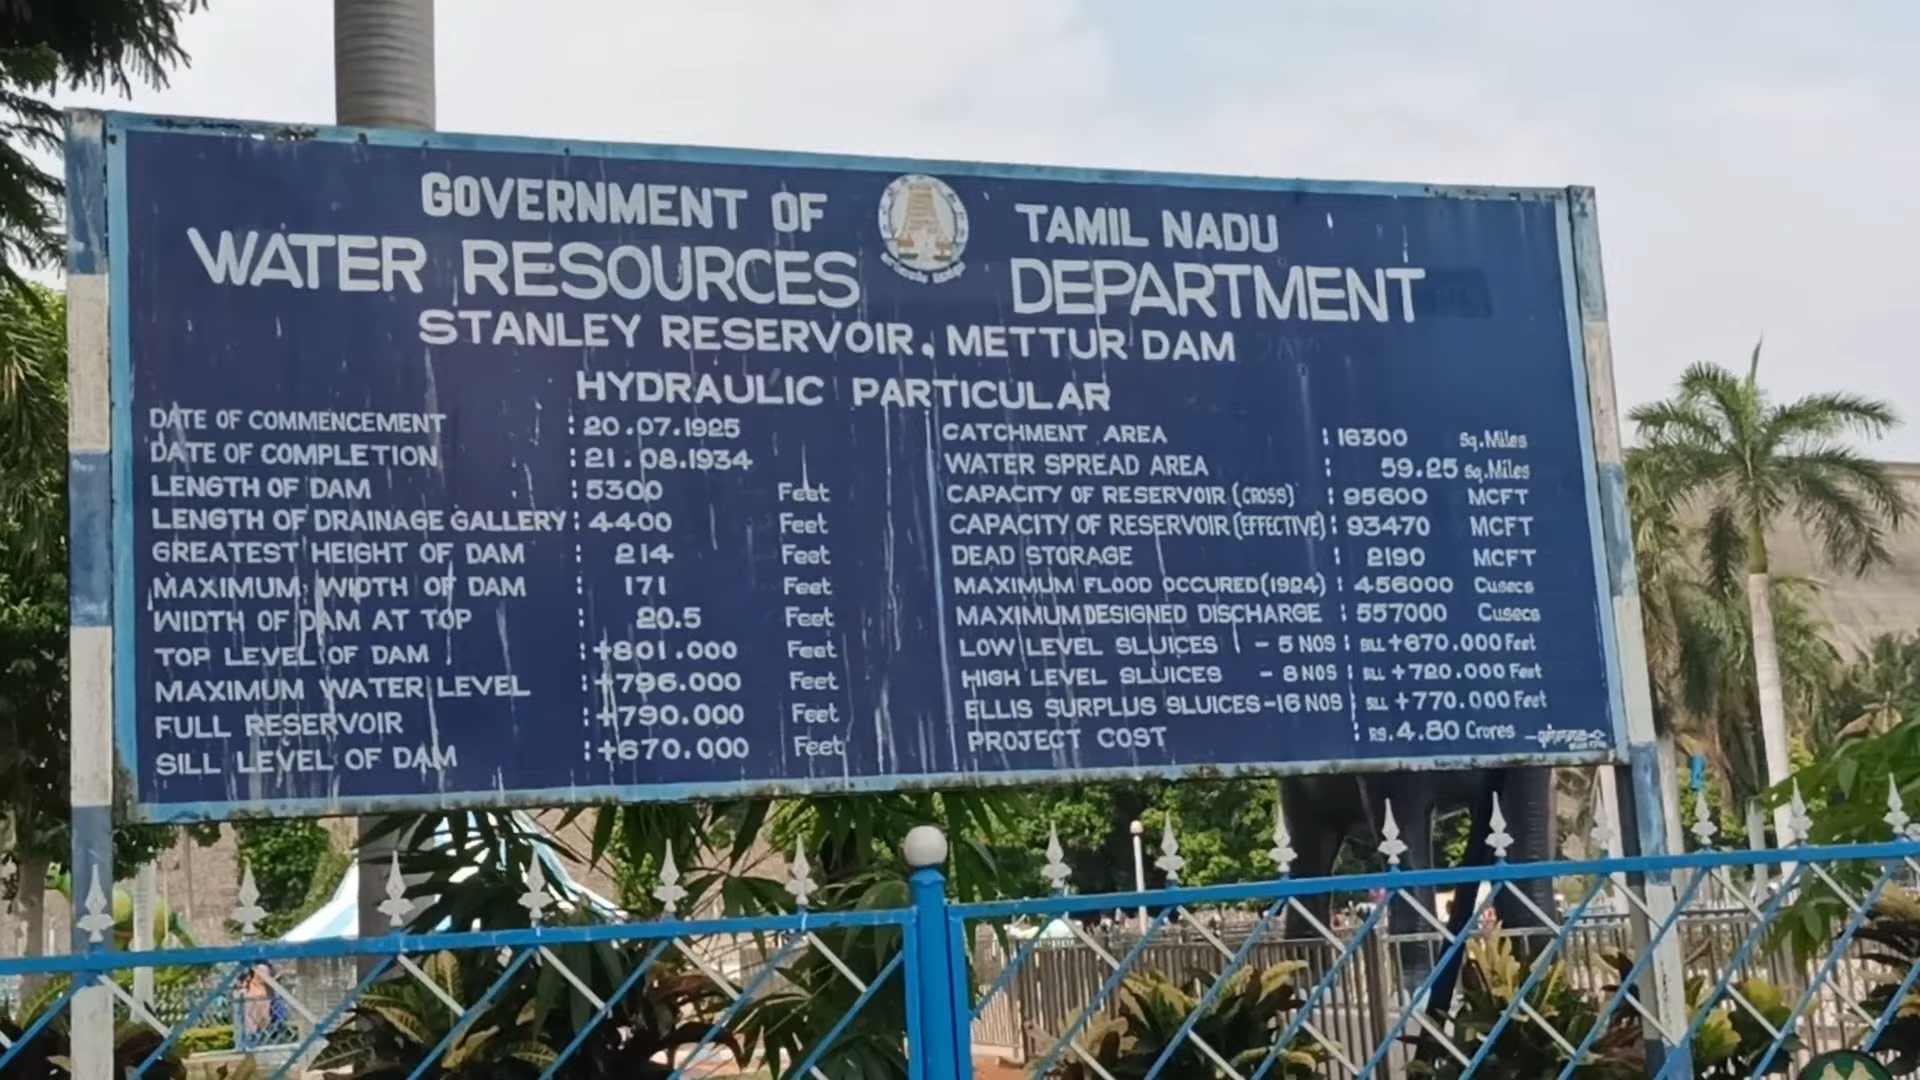 GOVERNMENT OF TAMIL NADU
WATER RESOURCES DEPARTMENT
STANLEY RESERVOIR, METTUR DAM
HYDRAULIC PARTICULAR
DATE OF COMMENCEMENT : 20.07.1925
DATE OF COMPLETION : 21.08.1934
LENGTH OF DAM : 5300 Feet
LENGTH OF DRAINAGE GALLERY : 4400 Feet
GREATEST HEIGHT OF DAM : 214 Feet
MAXIMUM WIDTH OF DAM : 171 Feet
WIDTH OF DAM AT TOP : 20.5 Feet
TOP LEVEL OF DAM : +801.000 Feet
MAXIMUM WATER LEVEL : +796.000 Feet
FULL RESERVOIR : +790.000 Feet
SILL LEVEL OF DAM : +670.000 Feet
CATCHMENT AREA : 16300 Sq.Miles
WATER SPREAD AREA : 59.25 Sq.Miles
CAPACITY OF RESERVOIR (CROSS) : 95600 MCFT
CAPACITY OF RESERVOIR (EFFECTIVE) : 93470 MCFT
DEAD STORAGE : 2190 MCFT
MAXIMUM FLOOD OCCURED (1924) : 456000 Cusecs
MAXIMUM DESIGNED DISCHARGE : 557000 Cusecs
LOW LEVEL SLUICES - 5 NOS : SILL +670.000 Feet
HIGH LEVEL SLUICES - 8 NOS : SILL +720.000 Feet
ELLIS SURPLUS SLUICES - 16 NOS : SILL +770.000 Feet
PROJECT COST : RS. 4.80 Crores